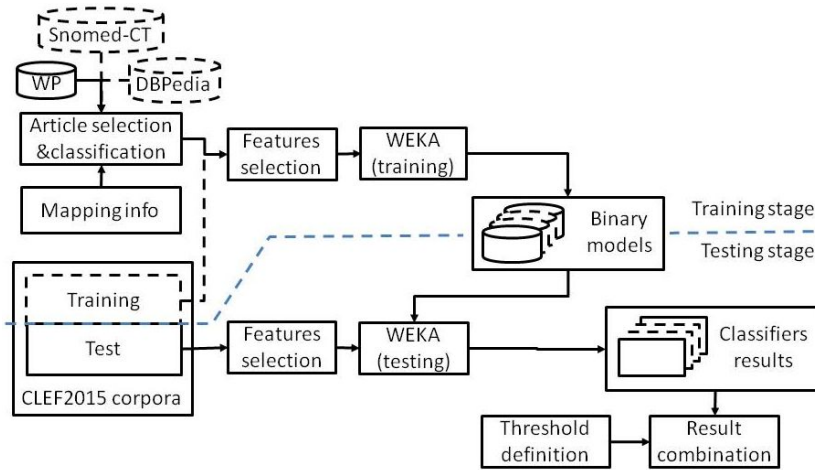 Snomed-CT
WP
DBPedia
Article selection
&classification
Features
selection
WEKA
(training)
Mapping info
Binary
models
Training stage
Testing stage
Training
Test
CLEF2015 corpora
Features
selection
WEKA
(testing)
Classifiers
results
Threshold
definition
Result
combination